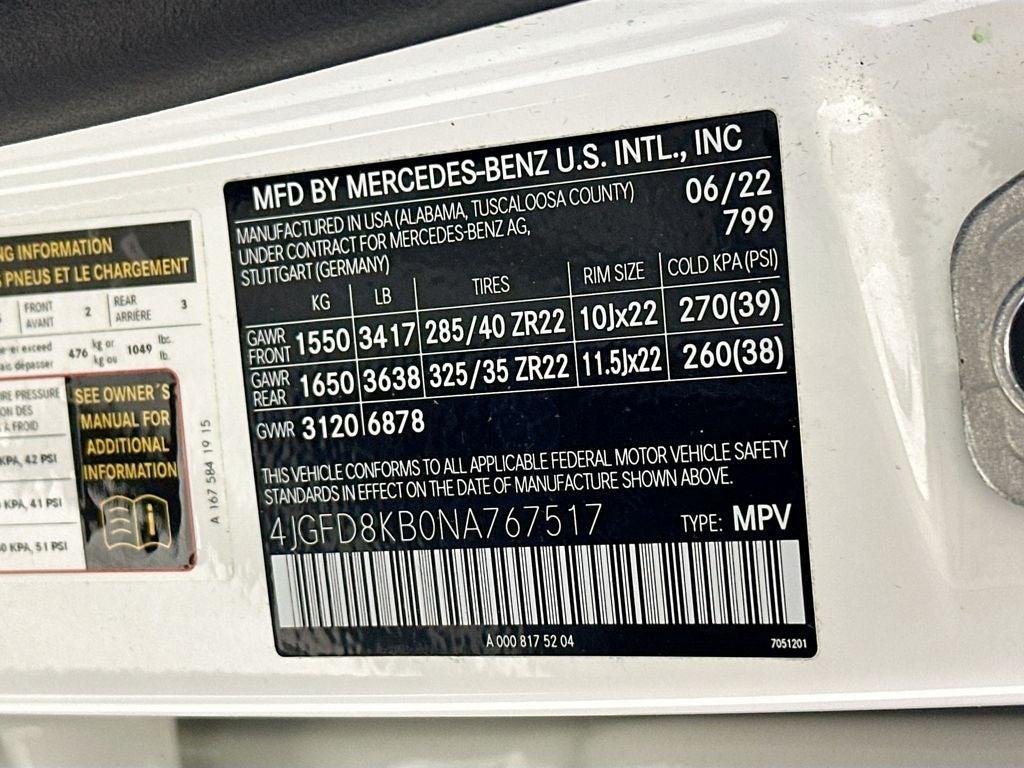 MFD BY MERCEDES-BENZ U.S. INTL., INC
MANUFACTURED IN USA (ALABAMA, TUSCALOOSA COUNTY) 06/22
UNDER CONTRACT FOR MERCEDES-BENZ AG, 799
STUTTGART (GERMANY)
KG LB TIRES RIM SIZE COLD KPA (PSI)
GAWR FRONT 1550 3417 285/40 ZR22 10Jx22 270(39)
GAWR REAR 1650 3638 325/35 ZR22 11.5Jx22 260(38)
GVWR 3120 6878
THIS VEHICLE CONFORMS TO ALL APPLICABLE FEDERAL MOTOR VEHICLE SAFETY
STANDARDS IN EFFECT ON THE DATE OF MANUFACTURE SHOWN ABOVE.
4JGFD8KB0NA767517 TYPE: MPV
A 000 817 52 04 7051201
INFORMATION
PNEUS ET LE CHARGEMENT
FRONT AVANT 2 REAR ARRIÈRE 3
exceed
dépasser 476 kg or kg ou 1049 lbs. lb.
PRESSURE
DES
À FROID
KPA, 42 PSI
KPA, 41 PSI
KPA, 51 PSI
SEE OWNER´S
MANUAL FOR
ADDITIONAL
INFORMATION
i
A 167 584 19 15